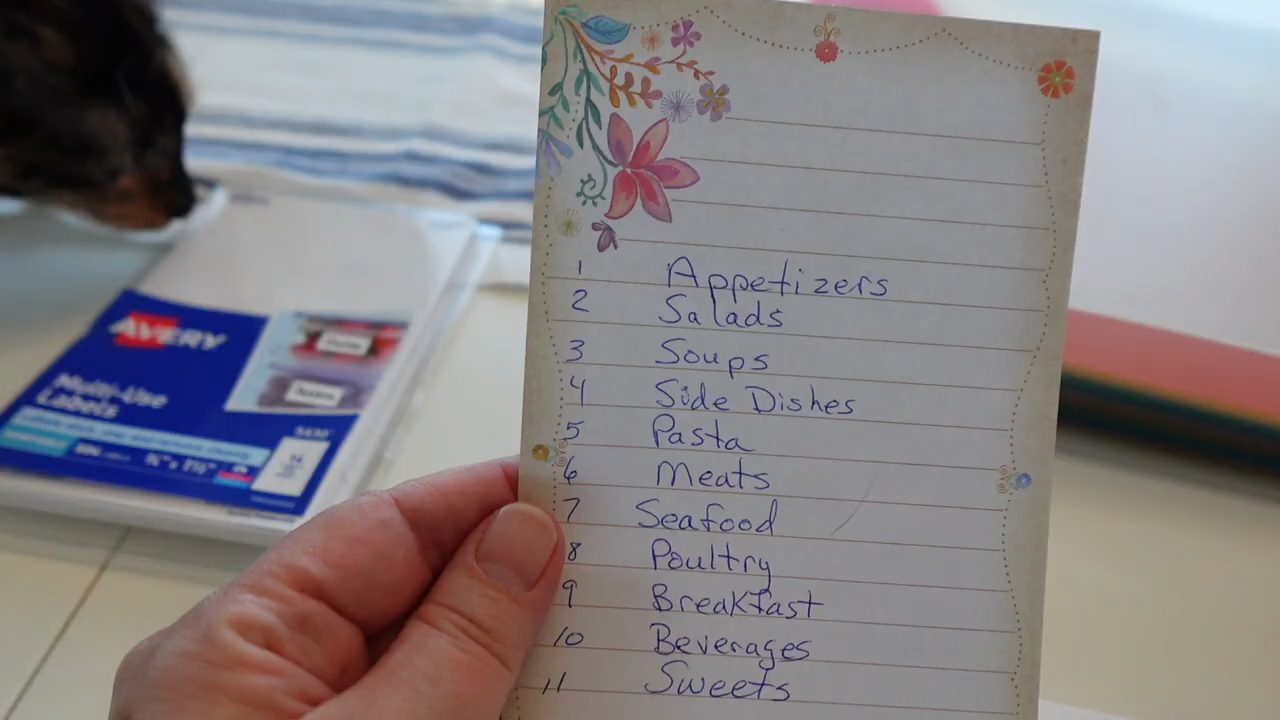 1 Appetizers
2 Salads
3 Soups
4 Side Dishes
5 Pasta
6 Meats
7 Seafood
8 Poultry
9 Breakfast
10 Beverages
11 Sweets
AVERY
Multi-Use
Labels